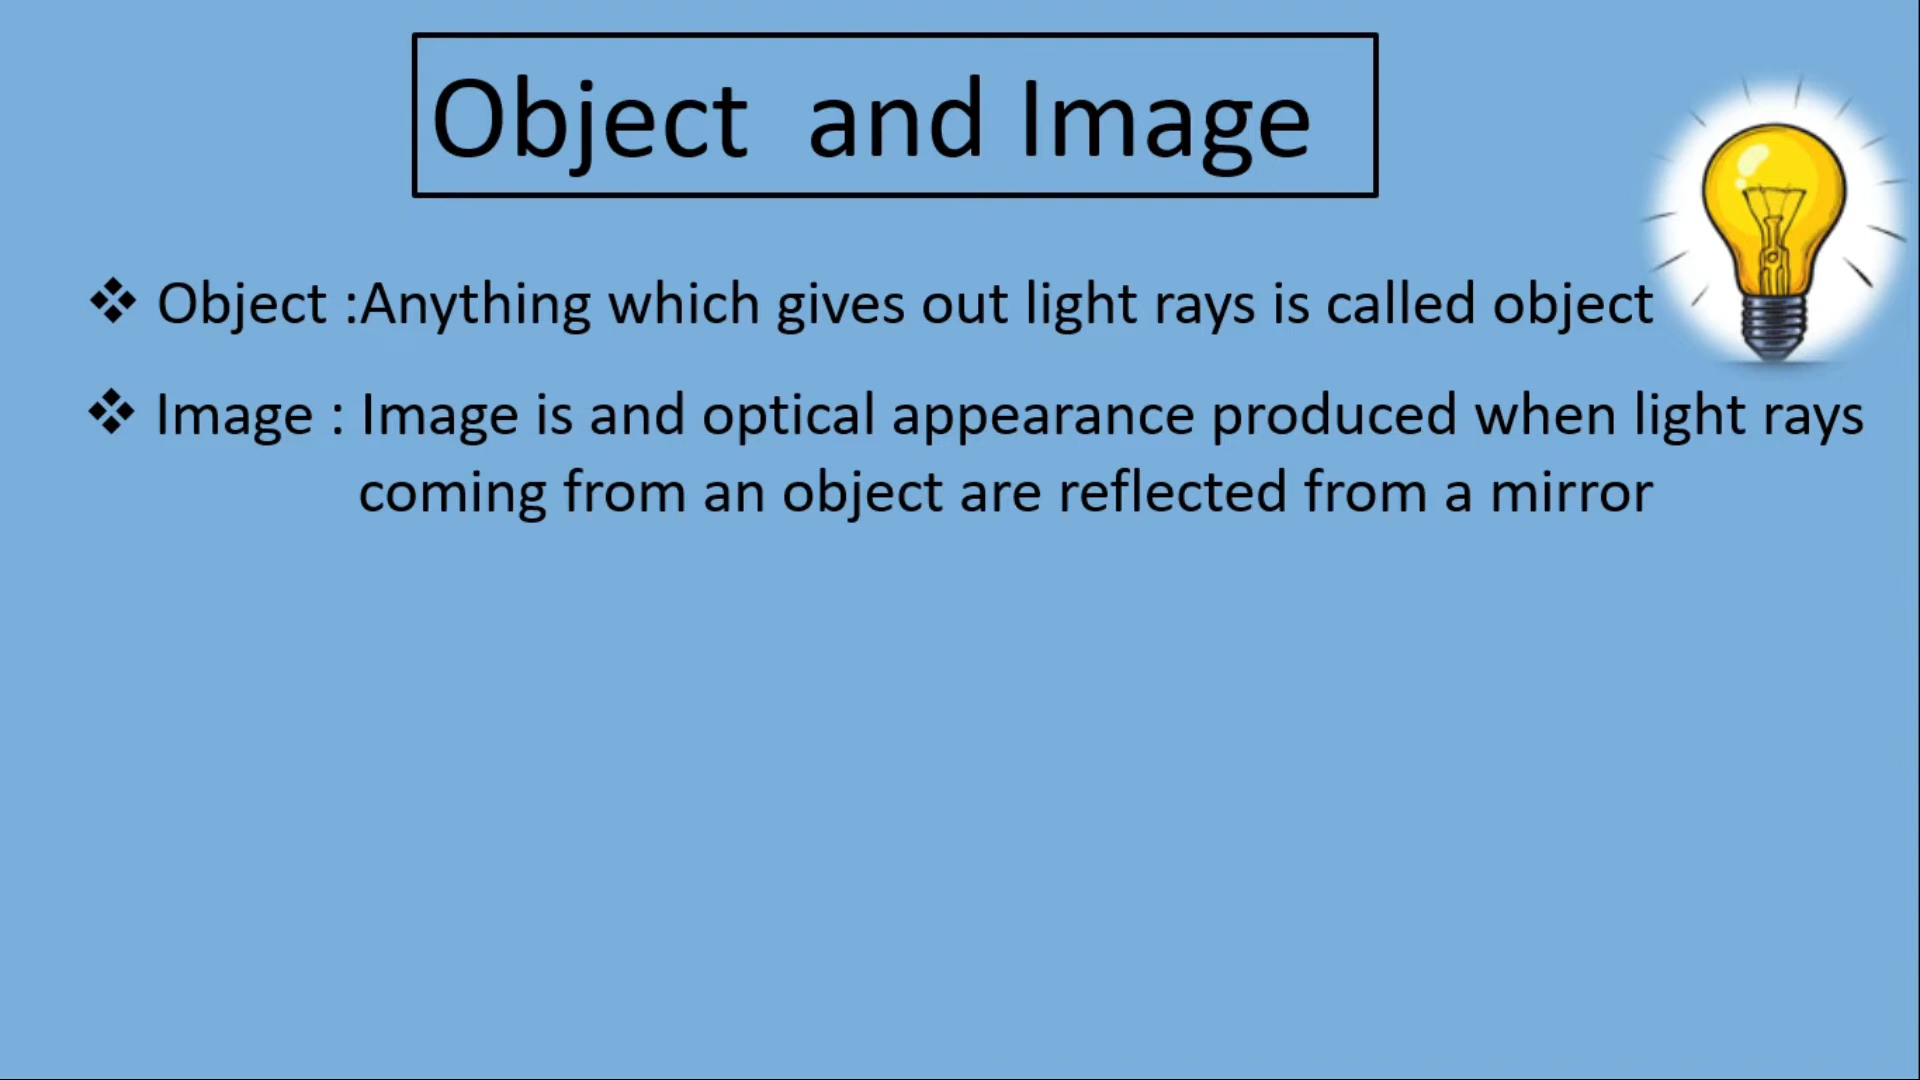 Object and Image
❖ Object :Anything which gives out light rays is called object
❖ Image : Image is and optical appearance produced when light rays
coming from an object are reflected from a mirror